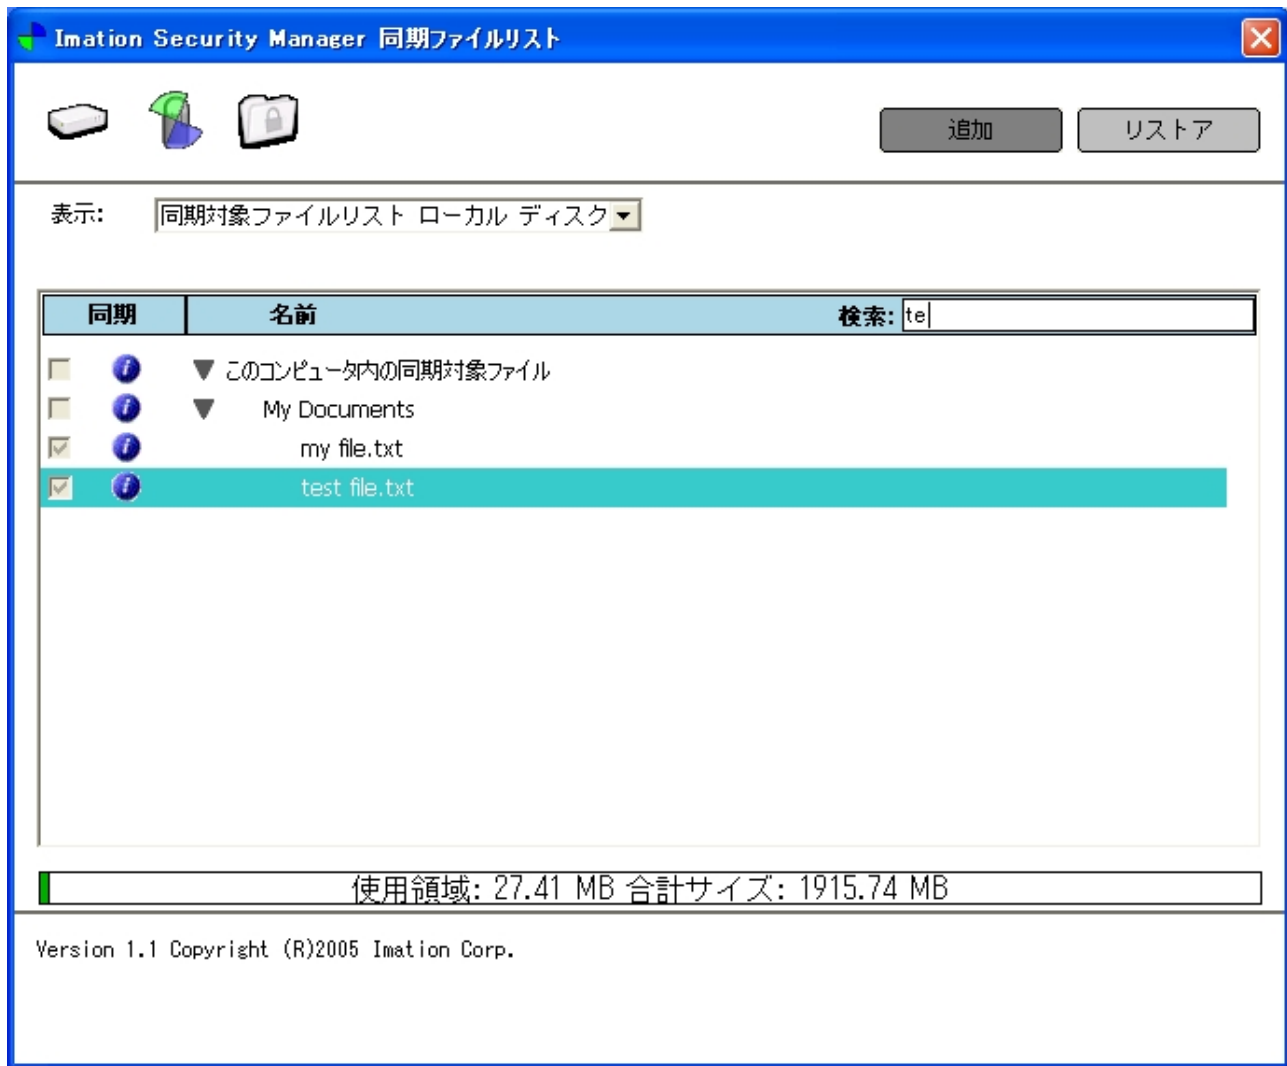 Imation Security Manager 同期ファイルリスト
追加 リストア
表示: 同期対象ファイルリスト ローカル ディスク
同期 名前 検索: te
このコンピュータ内の同期対象ファイル
My Documents
my file.txt
test file.txt
使用領域: 27.41 MB 合計サイズ: 1915.74 MB
Version 1.1 Copyright (R)2005 Imation Corp.